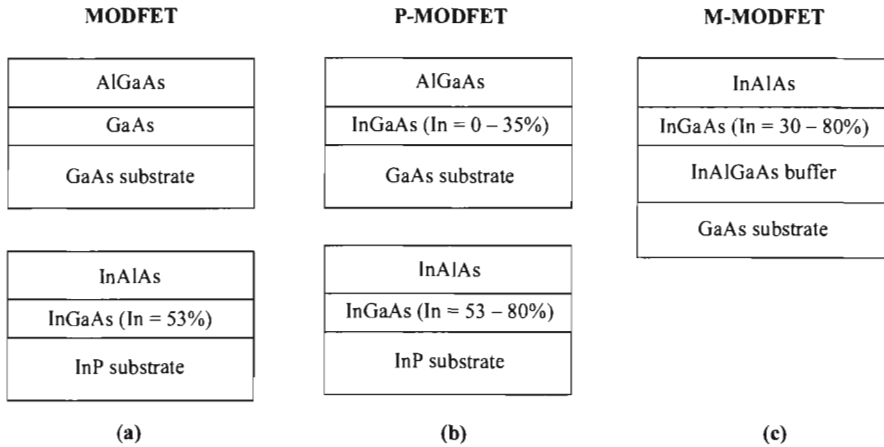 MODFET
AlGaAs
GaAs
GaAs substrate
InAlAs
InGaAs (In = 53%)
InP substrate
(a)
P-MODFET
AlGaAs
InGaAs (In = 0 – 35%)
GaAs substrate
InAlAs
InGaAs (In = 53 – 80%)
InP substrate
(b)
M-MODFET
InAlAs
InGaAs (In = 30 – 80%)
InAlGaAs buffer
GaAs substrate
(c)